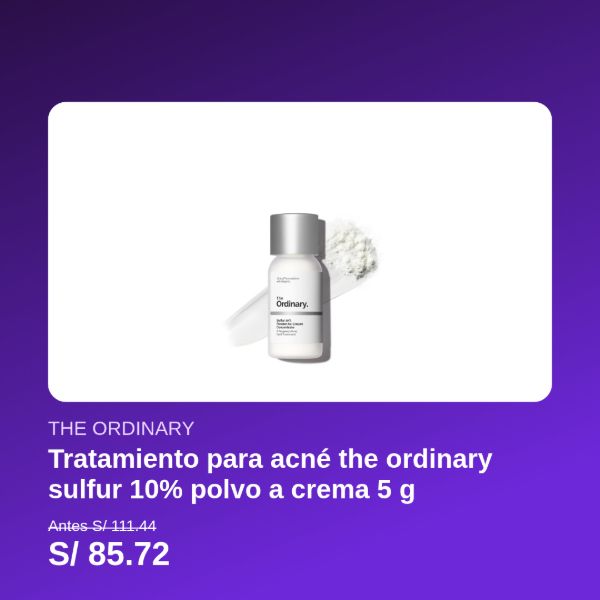 The
Ordinary.
THE ORDINARY
Tratamiento para acné the ordinary
sulfur 10% polvo a crema 5 g
Antes S/ 111.44
S/ 85.72